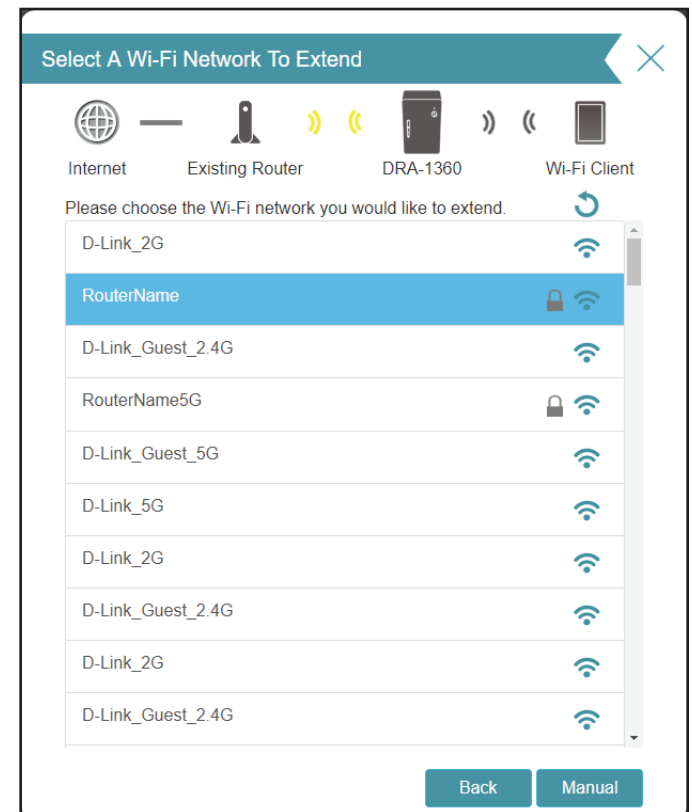 Select A Wi-Fi Network To Extend
Internet Existing Router DRA-1360 Wi-Fi Client
Please choose the Wi-Fi network you would like to extend.
D-Link_2G
RouterName
D-Link_Guest_2.4G
RouterName5G
D-Link_Guest_5G
D-Link_5G
D-Link_2G
D-Link_Guest_2.4G
D-Link_2G
D-Link_Guest_2.4G
Back Manual